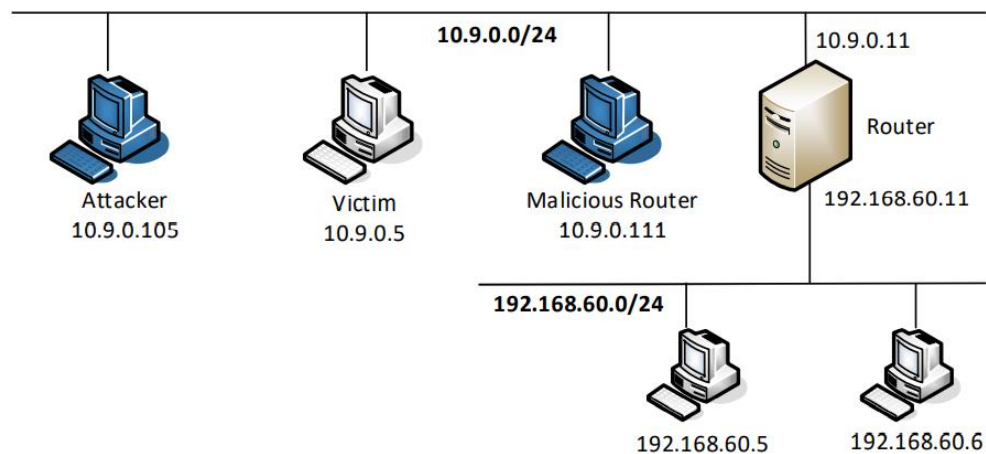 10.9.0.0/24
10.9.0.11
Router
Attacker
10.9.0.105
Victim
10.9.0.5
Malicious Router
10.9.0.111
192.168.60.11
192.168.60.0/24
192.168.60.5
192.168.60.6